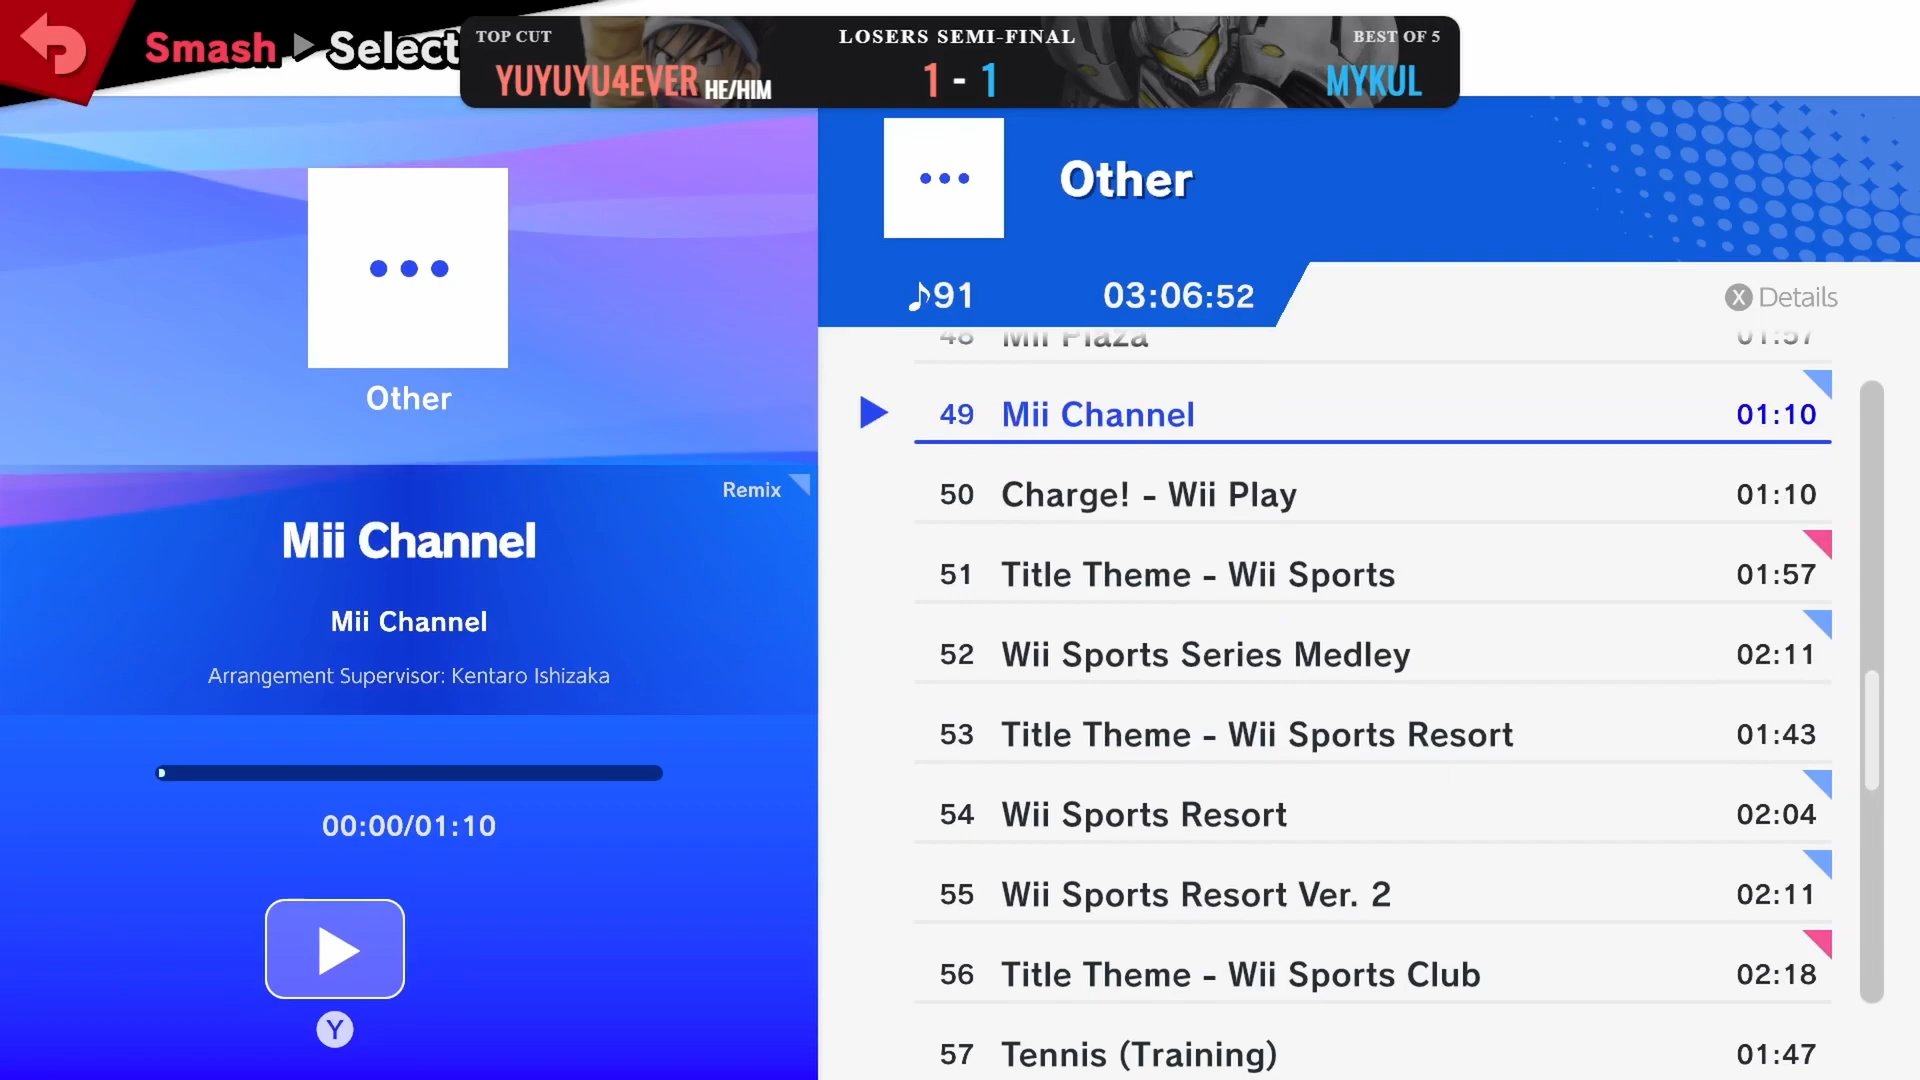 Smash ▶ Select
TOP CUT
LOSERS SEMI-FINAL
BEST OF 5
YUYUYU4EVER HE/HIM
1 - 1
MYKUL
Other
Remix
Mii Channel
Mii Channel
Arrangement Supervisor: Kentaro Ishizaka
00:00/01:10
Y
Other
♪91 03:06:52
X Details
48 Mii Plaza 01:57
49 Mii Channel 01:10
50 Charge! - Wii Play 01:10
51 Title Theme - Wii Sports 01:57
52 Wii Sports Series Medley 02:11
53 Title Theme - Wii Sports Resort 01:43
54 Wii Sports Resort 02:04
55 Wii Sports Resort Ver. 2 02:11
56 Title Theme - Wii Sports Club 02:18
57 Tennis (Training) 01:47